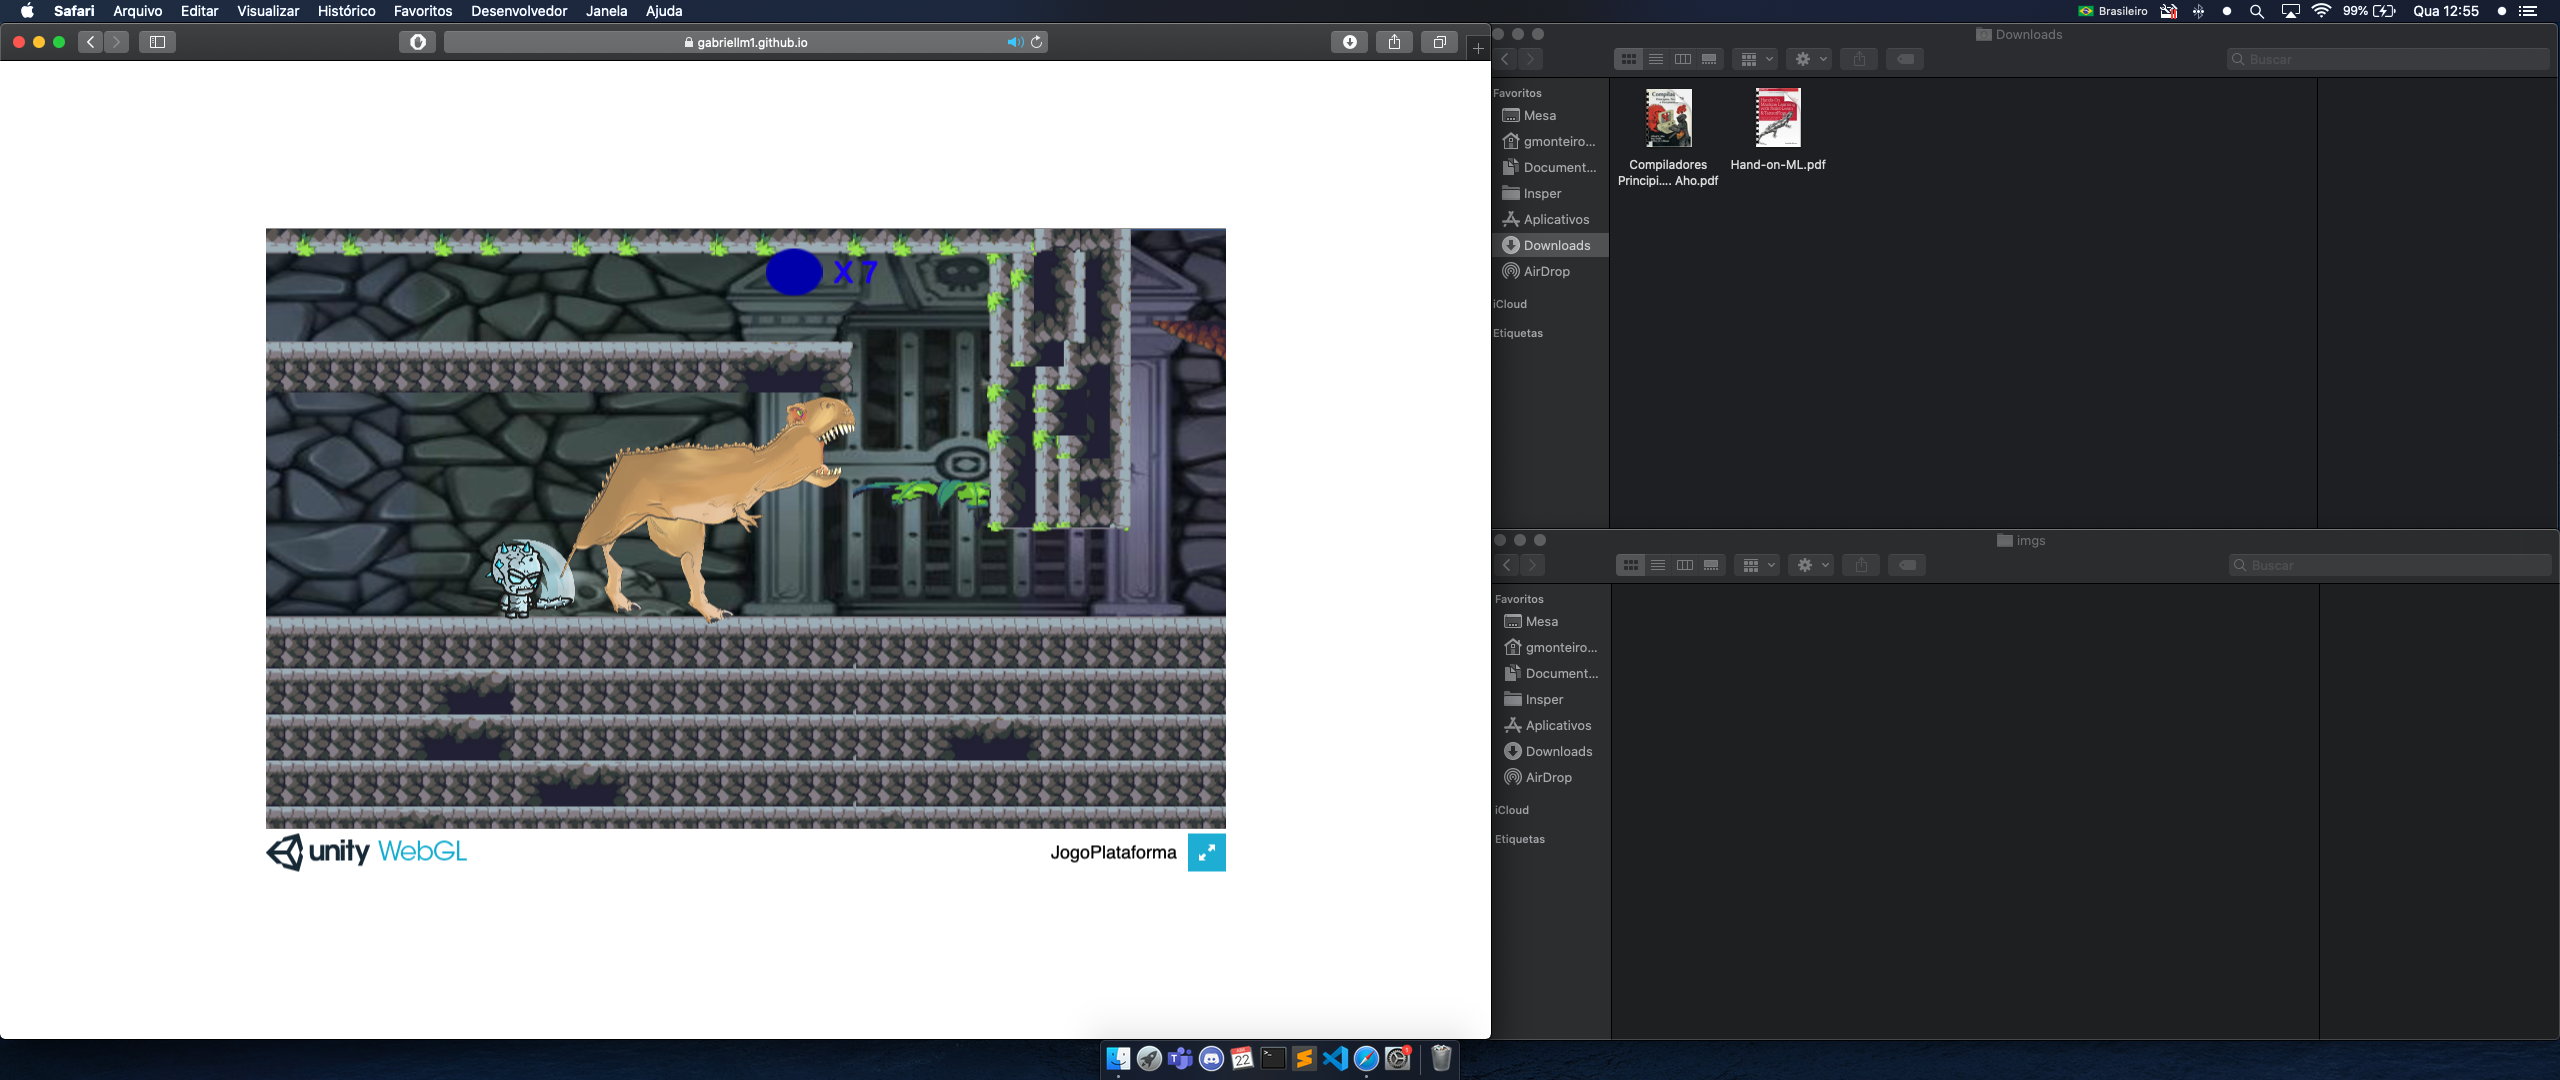 Safari Arquivo Editar Visualizar Histórico Favoritos Desenvolvedor Janela Ajuda
Brasileiro 99% Qua 12:55
gabriellm1.github.io
X 7
unity WebGL
JogoPlataforma
Downloads
Buscar
Favoritos
Mesa
gmonteiro...
Document...
Insper
Aplicativos
Downloads
AirDrop
iCloud
Etiquetas
Compiladores
Principi.... Aho.pdf
Hand-on-ML.pdf
imgs
Buscar
Favoritos
Mesa
gmonteiro...
Document...
Insper
Aplicativos
Downloads
AirDrop
iCloud
Etiquetas
22